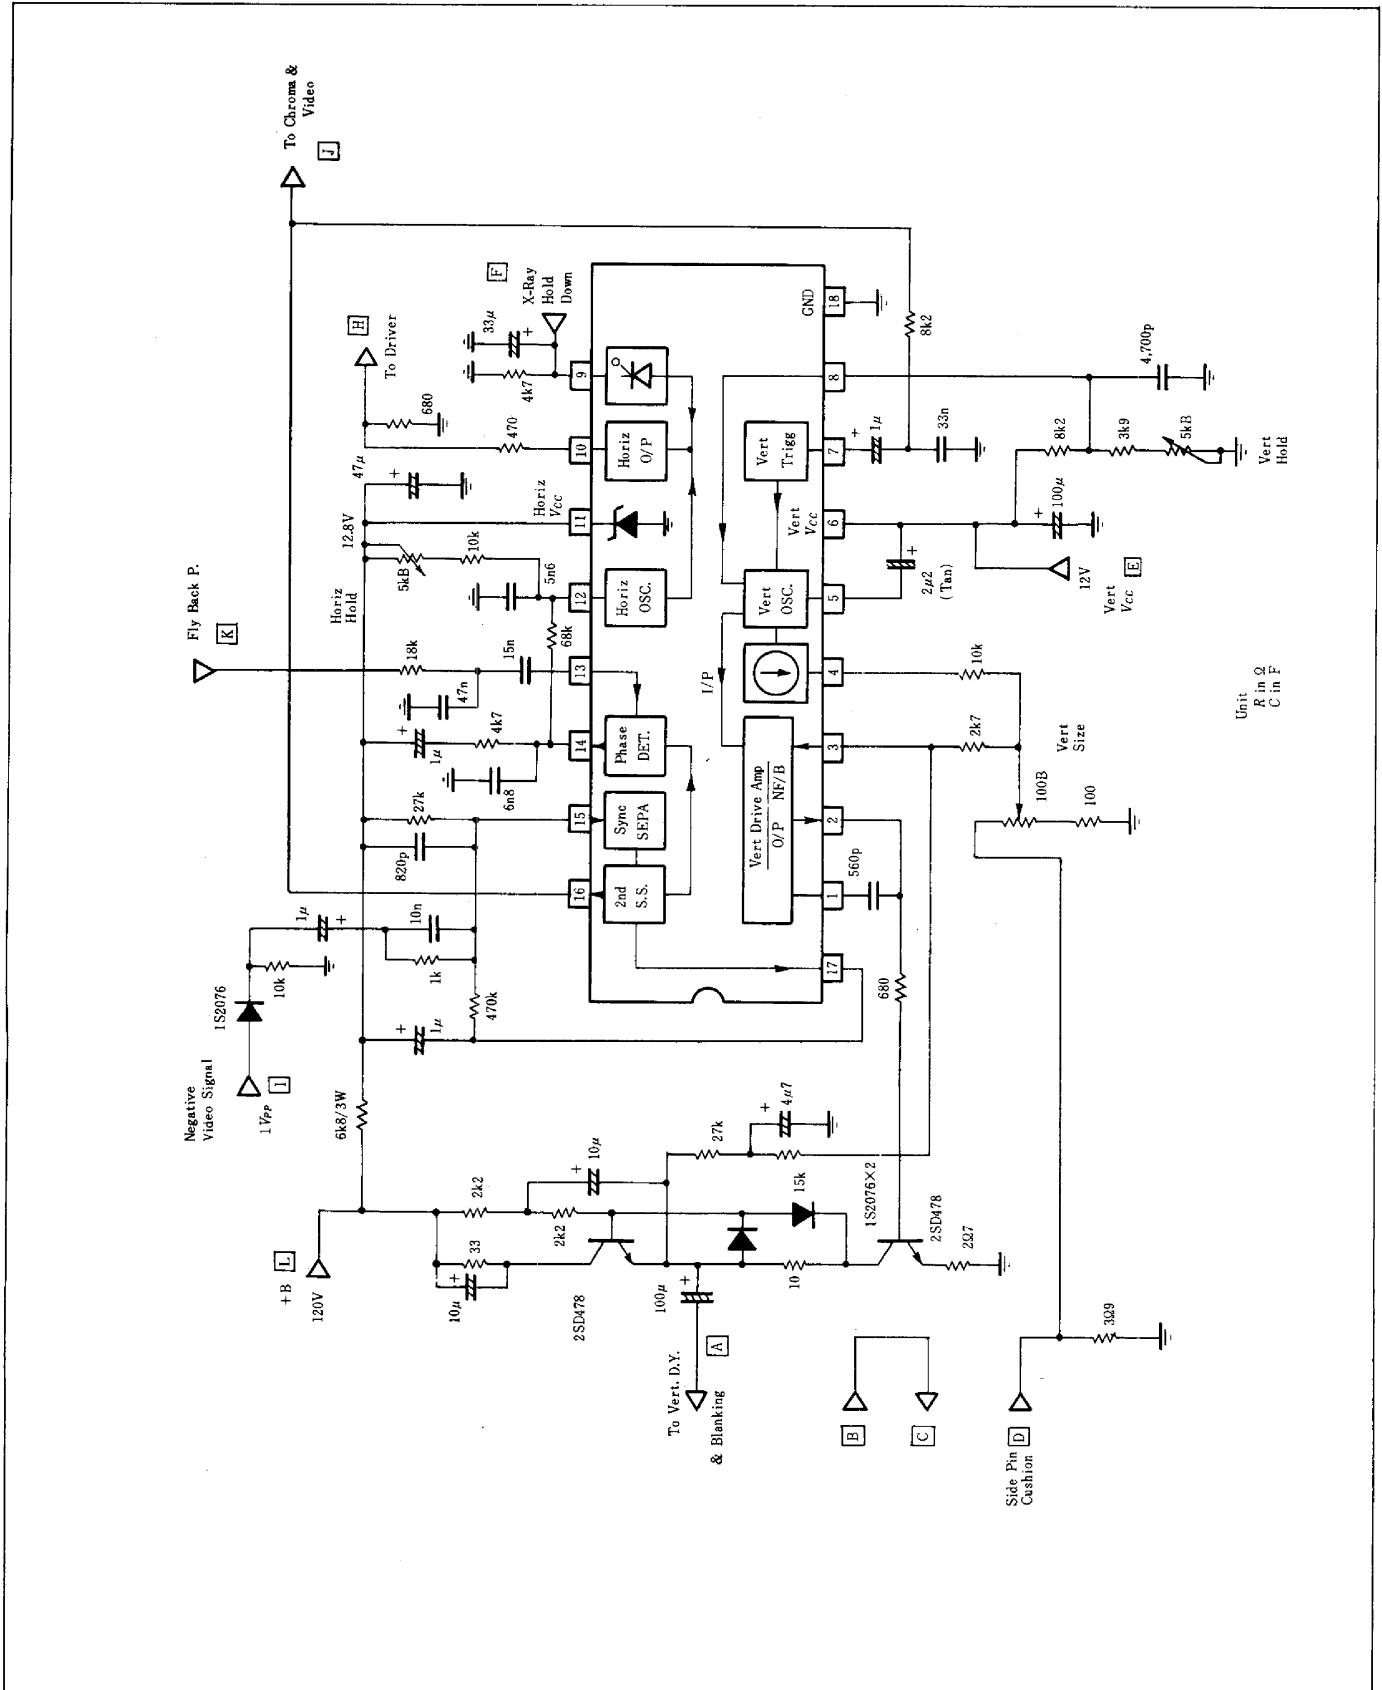 To Chroma &
Video
J
F
X-Ray
Hold
Down
H
To Driver
33μ
+
4k7
680
470
47μ
+
12.8V
Horiz
Hold
5kB
10k
5n6
68k
Fly Back P.
K
18k
15n
47n
+
1μ
4k7
6n8
27k
820p
1μ
+
10n
1k
10k
1S2076
470k
+
1μ
Negative
Video Signal
1VPP
I
6k8/3W
9
10
11
12
13
14
15
16
Horiz
VCC
Horiz
O/P
Horiz
OSC.
Phase
DET.
Sync
SEPA
2nd
S.S.
GND
18
8
Vert
Trigg
7
Vert
VCC
6
Vert
OSC.
5
4
I/P
Vert Drive Amp
O/P
NF/B
3
2
1
17
8k2
+
1μ
33n
4,700p
8k2
3k9
5kB
Vert
Hold
+
100μ
+
2μ2
(Tan)
12V
Vert
VCC
E
10k
2k7
Vert
Size
100B
100
Unit
R in Ω
C in F
560p
680
+
4μ7
27k
15k
1S2076×2
2SD478
2Ω7
+B
L
120V
2k2
+
10μ
2k2
33
+
10μ
2SD478
100μ
+
10
To Vert. D.Y.
A
& Blanking
B
C
Side Pin
Cushion
D
3Ω9